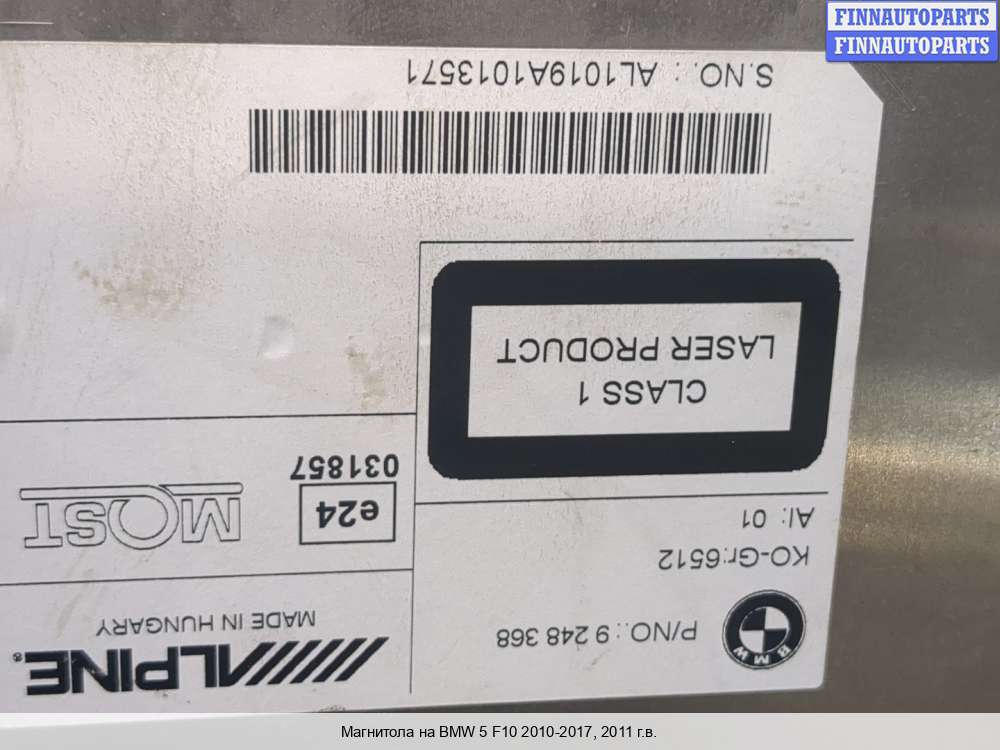 FINNAUTOPARTS
FINNAUTOPARTS
ALPINE®
MADE IN HUNGARY
BMW
P/NO.: 9 248 368
KO-Gr:6512
AI: 01
MOST
e24
031857
CLASS 1
LASER PRODUCT
S.NO. : AL1019A1013571
Магнитола на BMW 5 F10 2010-2017, 2011 г.в.